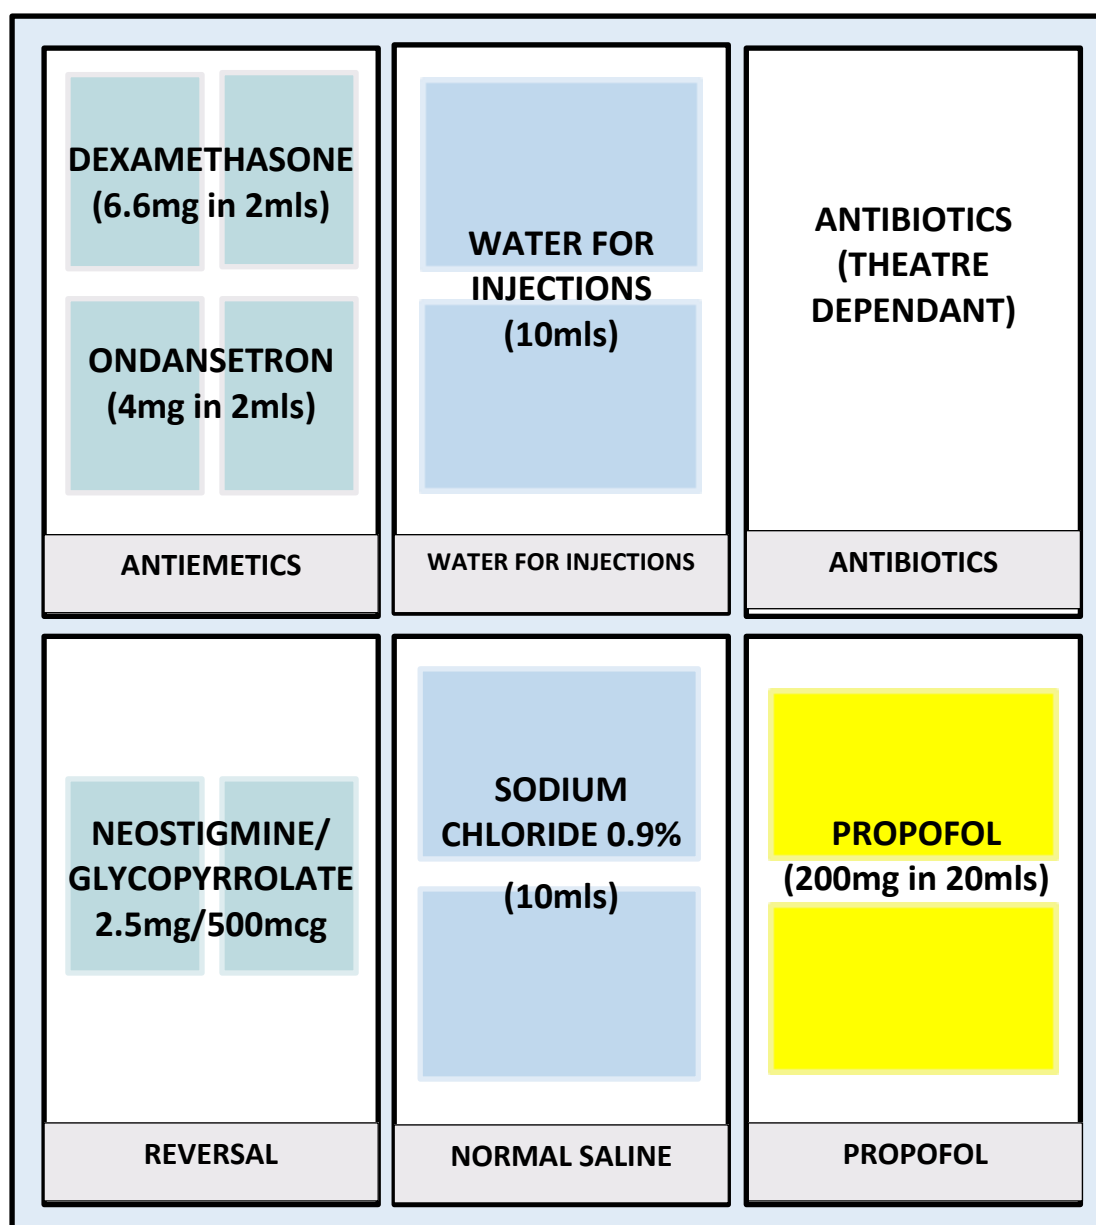 DEXAMETHASONE
(6.6mg in 2mls)
ONDANSETRON
(4mg in 2mls)
ANTIEMETICS
WATER FOR
INJECTIONS
(10mls)
WATER FOR INJECTIONS
ANTIBIOTICS
(THEATRE
DEPENDANT)
ANTIBIOTICS
NEOSTIGMINE/
GLYCOPYRROLATE
2.5mg/500mcg
REVERSAL
SODIUM
CHLORIDE 0.9%
(10mls)
NORMAL SALINE
PROPOFOL
(200mg in 20mls)
PROPOFOL